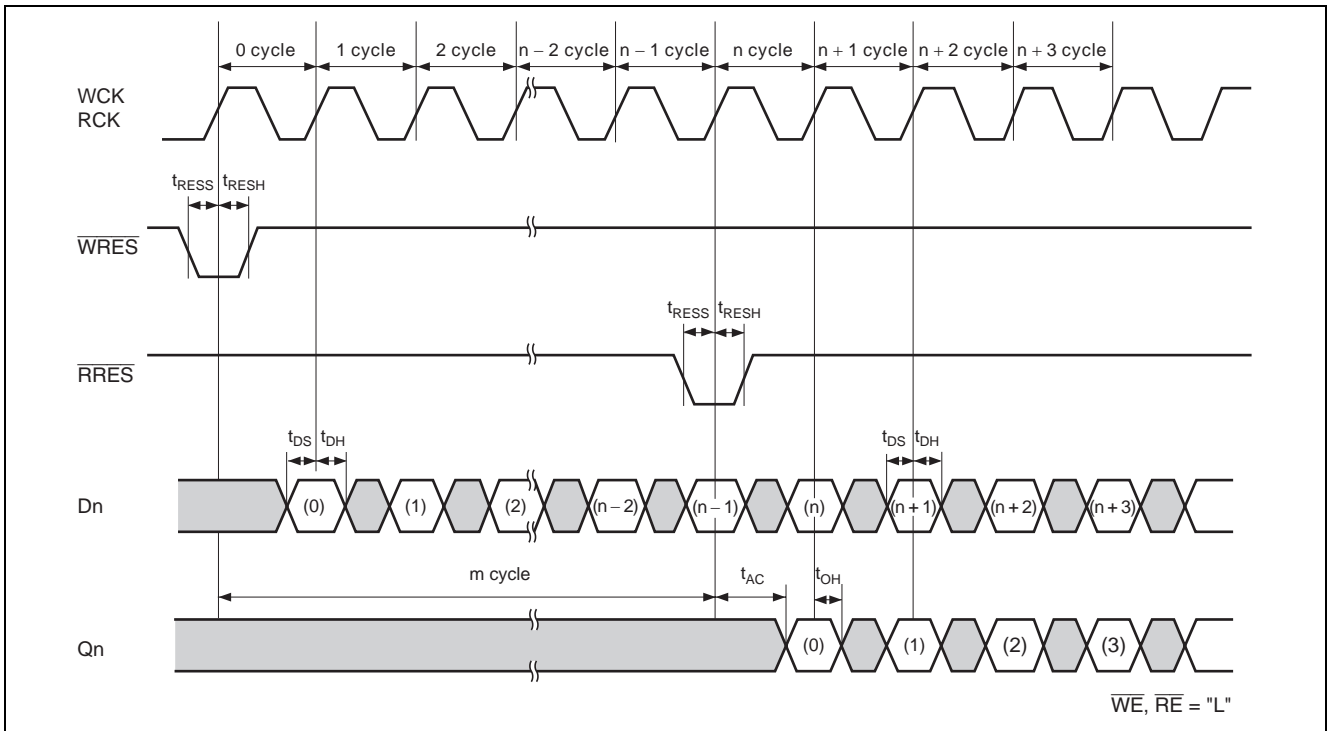 0 cycle 1 cycle 2 cycle n – 2 cycle n – 1 cycle n cycle n + 1 cycle n + 2 cycle n + 3 cycle
WCK
RCK
tRESS tRESH
WRES
tRESS tRESH
RRES
tDS tDH tDS tDH
Dn (0) (1) (2) (n – 2) (n – 1) (n) (n + 1) (n + 2) (n + 3)
m cycle tAC tOH
Qn (0) (1) (2) (3)
WE, RE = "L"